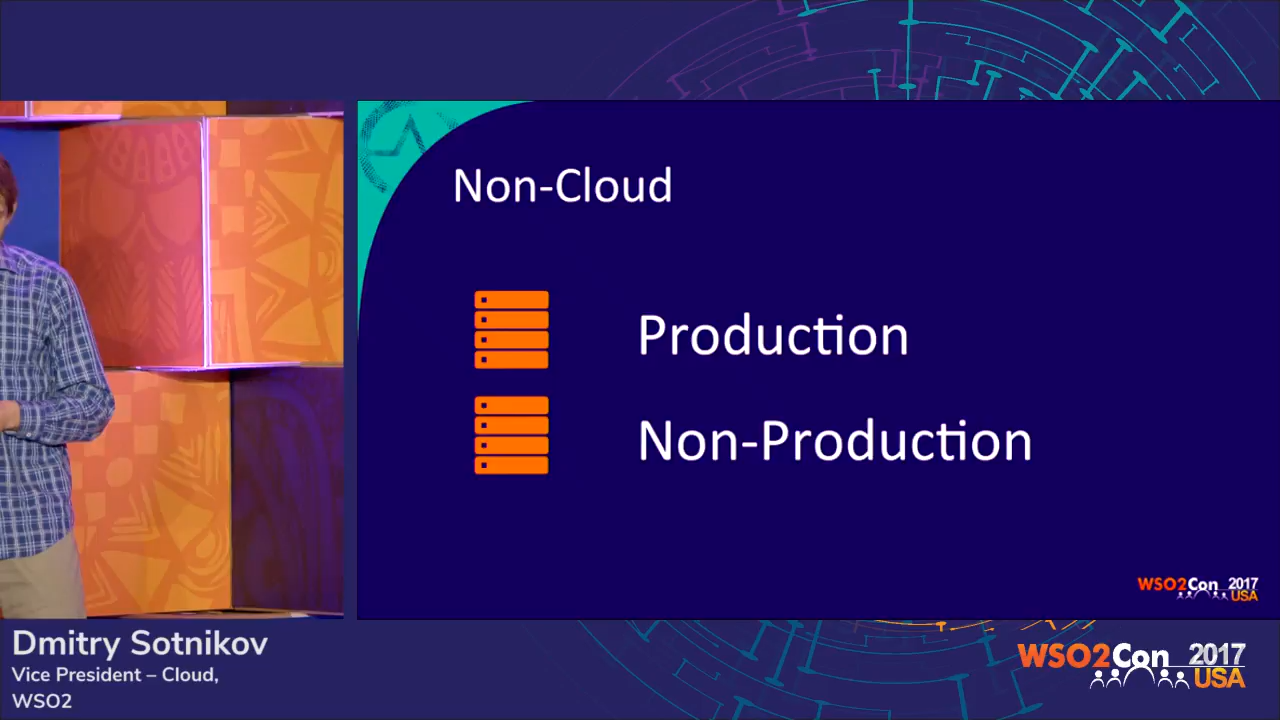 Non-Cloud
Production
Non-Production
WSO2Con 2017
USA
Dmitry Sotnikov
Vice President – Cloud,
WSO2
WSO2Con 2017
USA